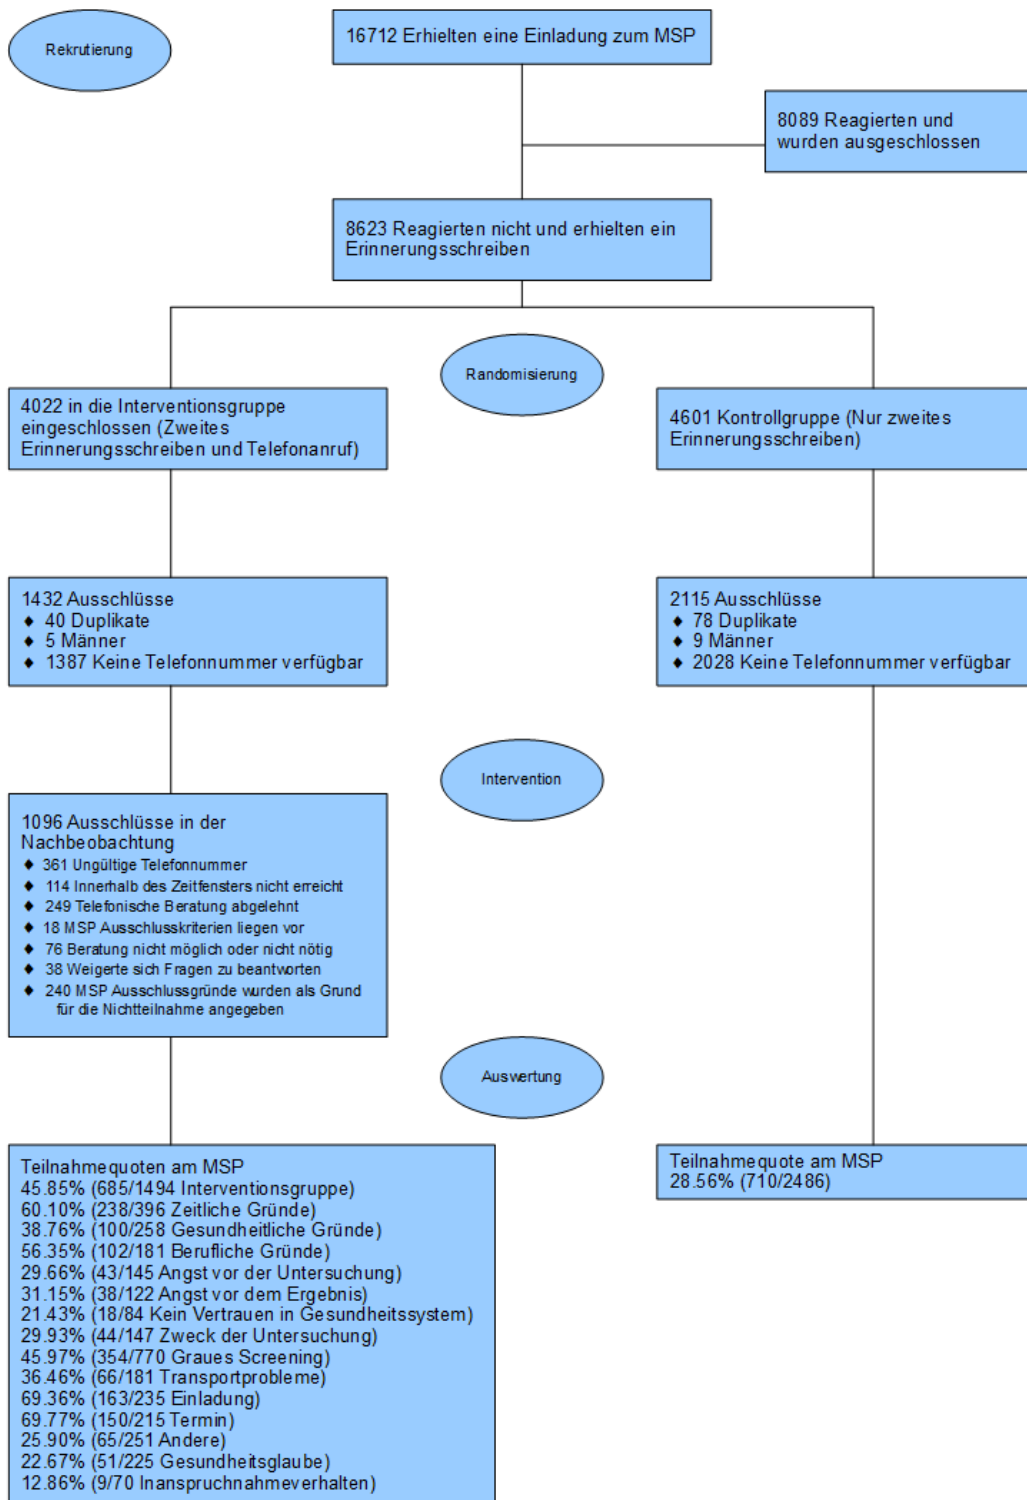 Rekrutierung
16712 Erhielten eine Einladung zum MSP
8089 Reagierten und
wurden ausgeschlossen
8623 Reagierten nicht und erhielten ein
Erinnerungsschreiben
Randomisierung
4022 in die Interventionsgruppe
eingeschlossen (Zweites
Erinnerungsschreiben und Telefonanruf)
4601 Kontrollgruppe (Nur zweites
Erinnerungsschreiben)
1432 Ausschlüsse
♦ 40 Duplikate
♦ 5 Männer
♦ 1387 Keine Telefonnummer verfügbar
2115 Ausschlüsse
♦ 78 Duplikate
♦ 9 Männer
♦ 2028 Keine Telefonnummer verfügbar
Intervention
1096 Ausschlüsse in der
Nachbeobachtung
♦ 361 Ungültige Telefonnummer
♦ 114 Innerhalb des Zeitfensters nicht erreicht
♦ 249 Telefonische Beratung abgelehnt
♦ 18 MSP Ausschlusskriterien liegen vor
♦ 76 Beratung nicht möglich oder nicht nötig
♦ 38 Weigerte sich Fragen zu beantworten
♦ 240 MSP Ausschlussgründe wurden als Grund
für die Nichtteilnahme angegeben
Auswertung
Teilnahmequoten am MSP
45.85% (685/1494 Interventionsgruppe)
60.10% (238/396 Zeitliche Gründe)
38.76% (100/258 Gesundheitliche Gründe)
56.35% (102/181 Berufliche Gründe)
29.66% (43/145 Angst vor der Untersuchung)
31.15% (38/122 Angst vor dem Ergebnis)
21.43% (18/84 Kein Vertrauen in Gesundheitssystem)
29.93% (44/147 Zweck der Untersuchung)
45.97% (354/770 Graues Screening)
36.46% (66/181 Transportprobleme)
69.36% (163/235 Einladung)
69.77% (150/215 Termin)
25.90% (65/251 Andere)
22.67% (51/225 Gesundheitsglaube)
12.86% (9/70 Inanspruchnahmeverhalten)
Teilnahmequote am MSP
28.56% (710/2486)